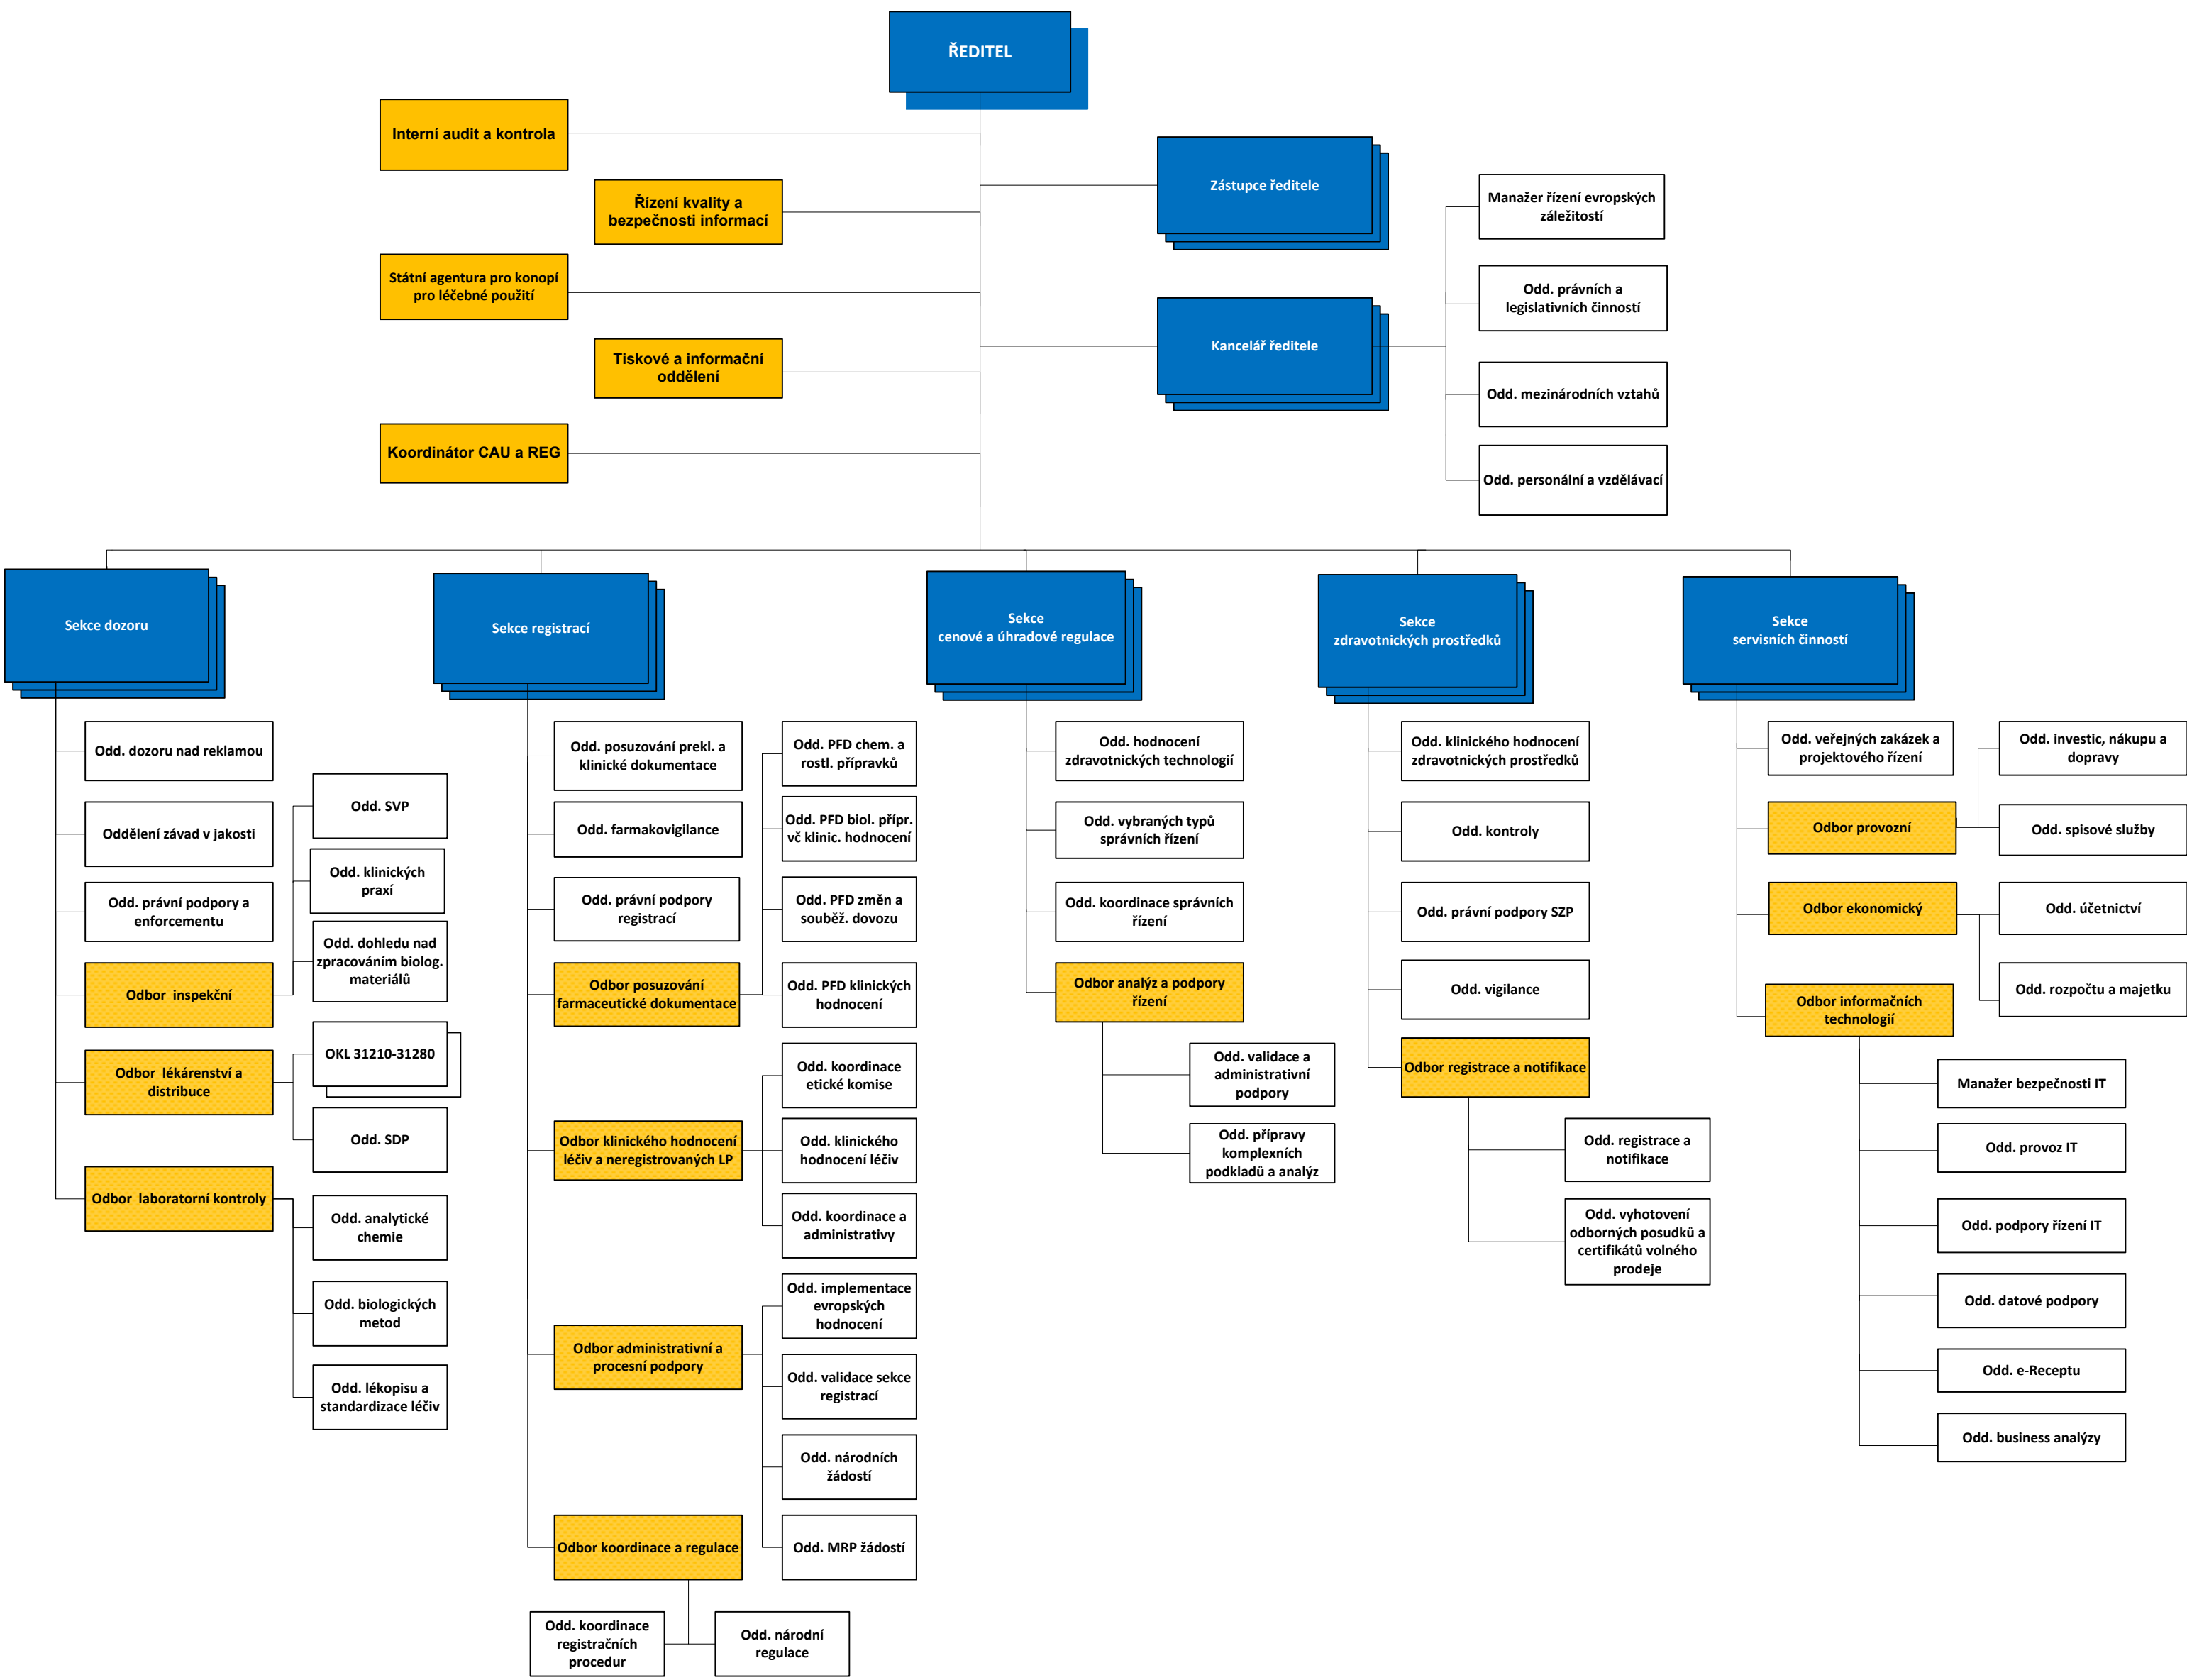 ŘEDITEL
Interní audit a kontrola
Řízení kvality a
bezpečnosti informací
Státní agentura pro konopí
pro léčebné použití
Tiskové a informační
oddělení
Koordinátor CAU a REG
Zástupce ředitele
Kancelář ředitele
Manažer řízení evropských
záležitostí
Odd. právních a
legislativních činností
Odd. mezinárodních vztahů
Odd. personální a vzdělávací
Sekce dozoru
Odd. dozoru nad reklamou
Oddělení závad v jakosti
Odd. právní podpory a
enforcementu
Odbor  inspekční
Odd. SVP
Odd. klinických
praxí
Odd. dohledu nad
zpracováním biolog.
materiálů
Odbor  lékárenství a
distribuce
OKL 31210-31280
Odd. SDP
Odbor  laboratorní kontroly
Odd. analytické
chemie
Odd. biologických
metod
Odd. lékopisu a
standardizace léčiv
Sekce registrací
Odd. posuzování prekl. a
klinické dokumentace
Odd. farmakovigilance
Odd. právní podpory
registrací
Odbor posuzování
farmaceutické dokumentace
Odd. PFD chem. a
rostl. přípravků
Odd. PFD biol. přípr.
vč klinic. hodnocení
Odd. PFD změn a
souběž. dovozu
Odd. PFD klinických
hodnocení
Odbor klinického hodnocení
léčiv a neregistrovaných LP
Odd. koordinace
etické komise
Odd. klinického
hodnocení léčiv
Odd. koordinace a
administrativy
Odbor administrativní a
procesní podpory
Odd. implementace
evropských
hodnocení
Odd. validace sekce
registrací
Odd. národních
žádostí
Odd. MRP žádostí
Odbor koordinace a regulace
Odd. koordinace
registračních
procedur
Odd. národní
regulace
Sekce
cenové a úhradové regulace
Odd. hodnocení
zdravotnických technologií
Odd. vybraných typů
správních řízení
Odd. koordinace správních
řízení
Odbor analýz a podpory
řízení
Odd. validace a
administrativní
podpory
Odd. přípravy
komplexních
podkladů a analýz
Sekce
zdravotnických prostředků
Odd. klinického hodnocení
zdravotnických prostředků
Odd. kontroly
Odd. právní podpory SZP
Odd. vigilance
Odbor registrace a notifikace
Odd. registrace a
notifikace
Odd. vyhotovení
odborných posudků a
certifikátů volného
prodeje
Sekce
servisních činností
Odd. veřejných zakázek a
projektového řízení
Odbor provozní
Odd. investic, nákupu a
dopravy
Odd. spisové služby
Odbor ekonomický
Odd. účetnictví
Odd. rozpočtu a majetku
Odbor informačních
technologií
Manažer bezpečnosti IT
Odd. provoz IT
Odd. podpory řízení IT
Odd. datové podpory
Odd. e-Receptu
Odd. business analýzy